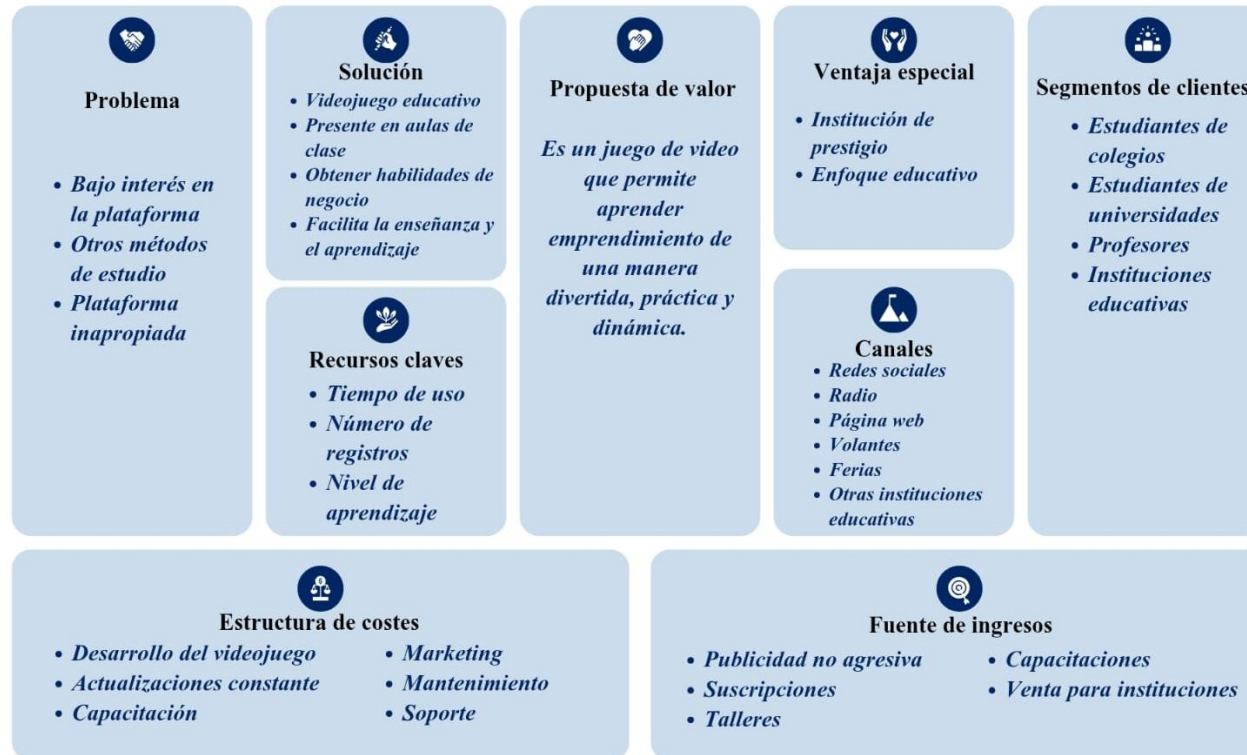 Problema
Bajo interés en
la plataforma
Otros métodos
de estudio
Plataforma
inapropiada
Solución
Videojuego educativo
Presente en aulas de
clase
Obtener habilidades de
negocio
Facilita la enseñanza y
el aprendizaje
Recursos claves
Tiempo de uso
Número de
registros
Nivel de
aprendizaje
Propuesta de valor
Es un juego de video
que permite
aprender
emprendimiento de
una manera
divertida, práctica y
dinámica.
Ventaja especial
Institución de
prestigio
Enfoque educativo
Canales
Redes sociales
Radio
Página web
Volantes
Ferias
Otras instituciones
educativas
Segmentos de clientes
Estudiantes de
colegios
Estudiantes de
universidades
Profesores
Instituciones
educativas
Estructura de costes
Desarrollo del videojuego
Actualizaciones constante
Capacitación
Marketing
Mantenimiento
Soporte
Fuente de ingresos
Publicidad no agresiva
Suscripciones
Talleres
Capacitaciones
Venta para instituciones